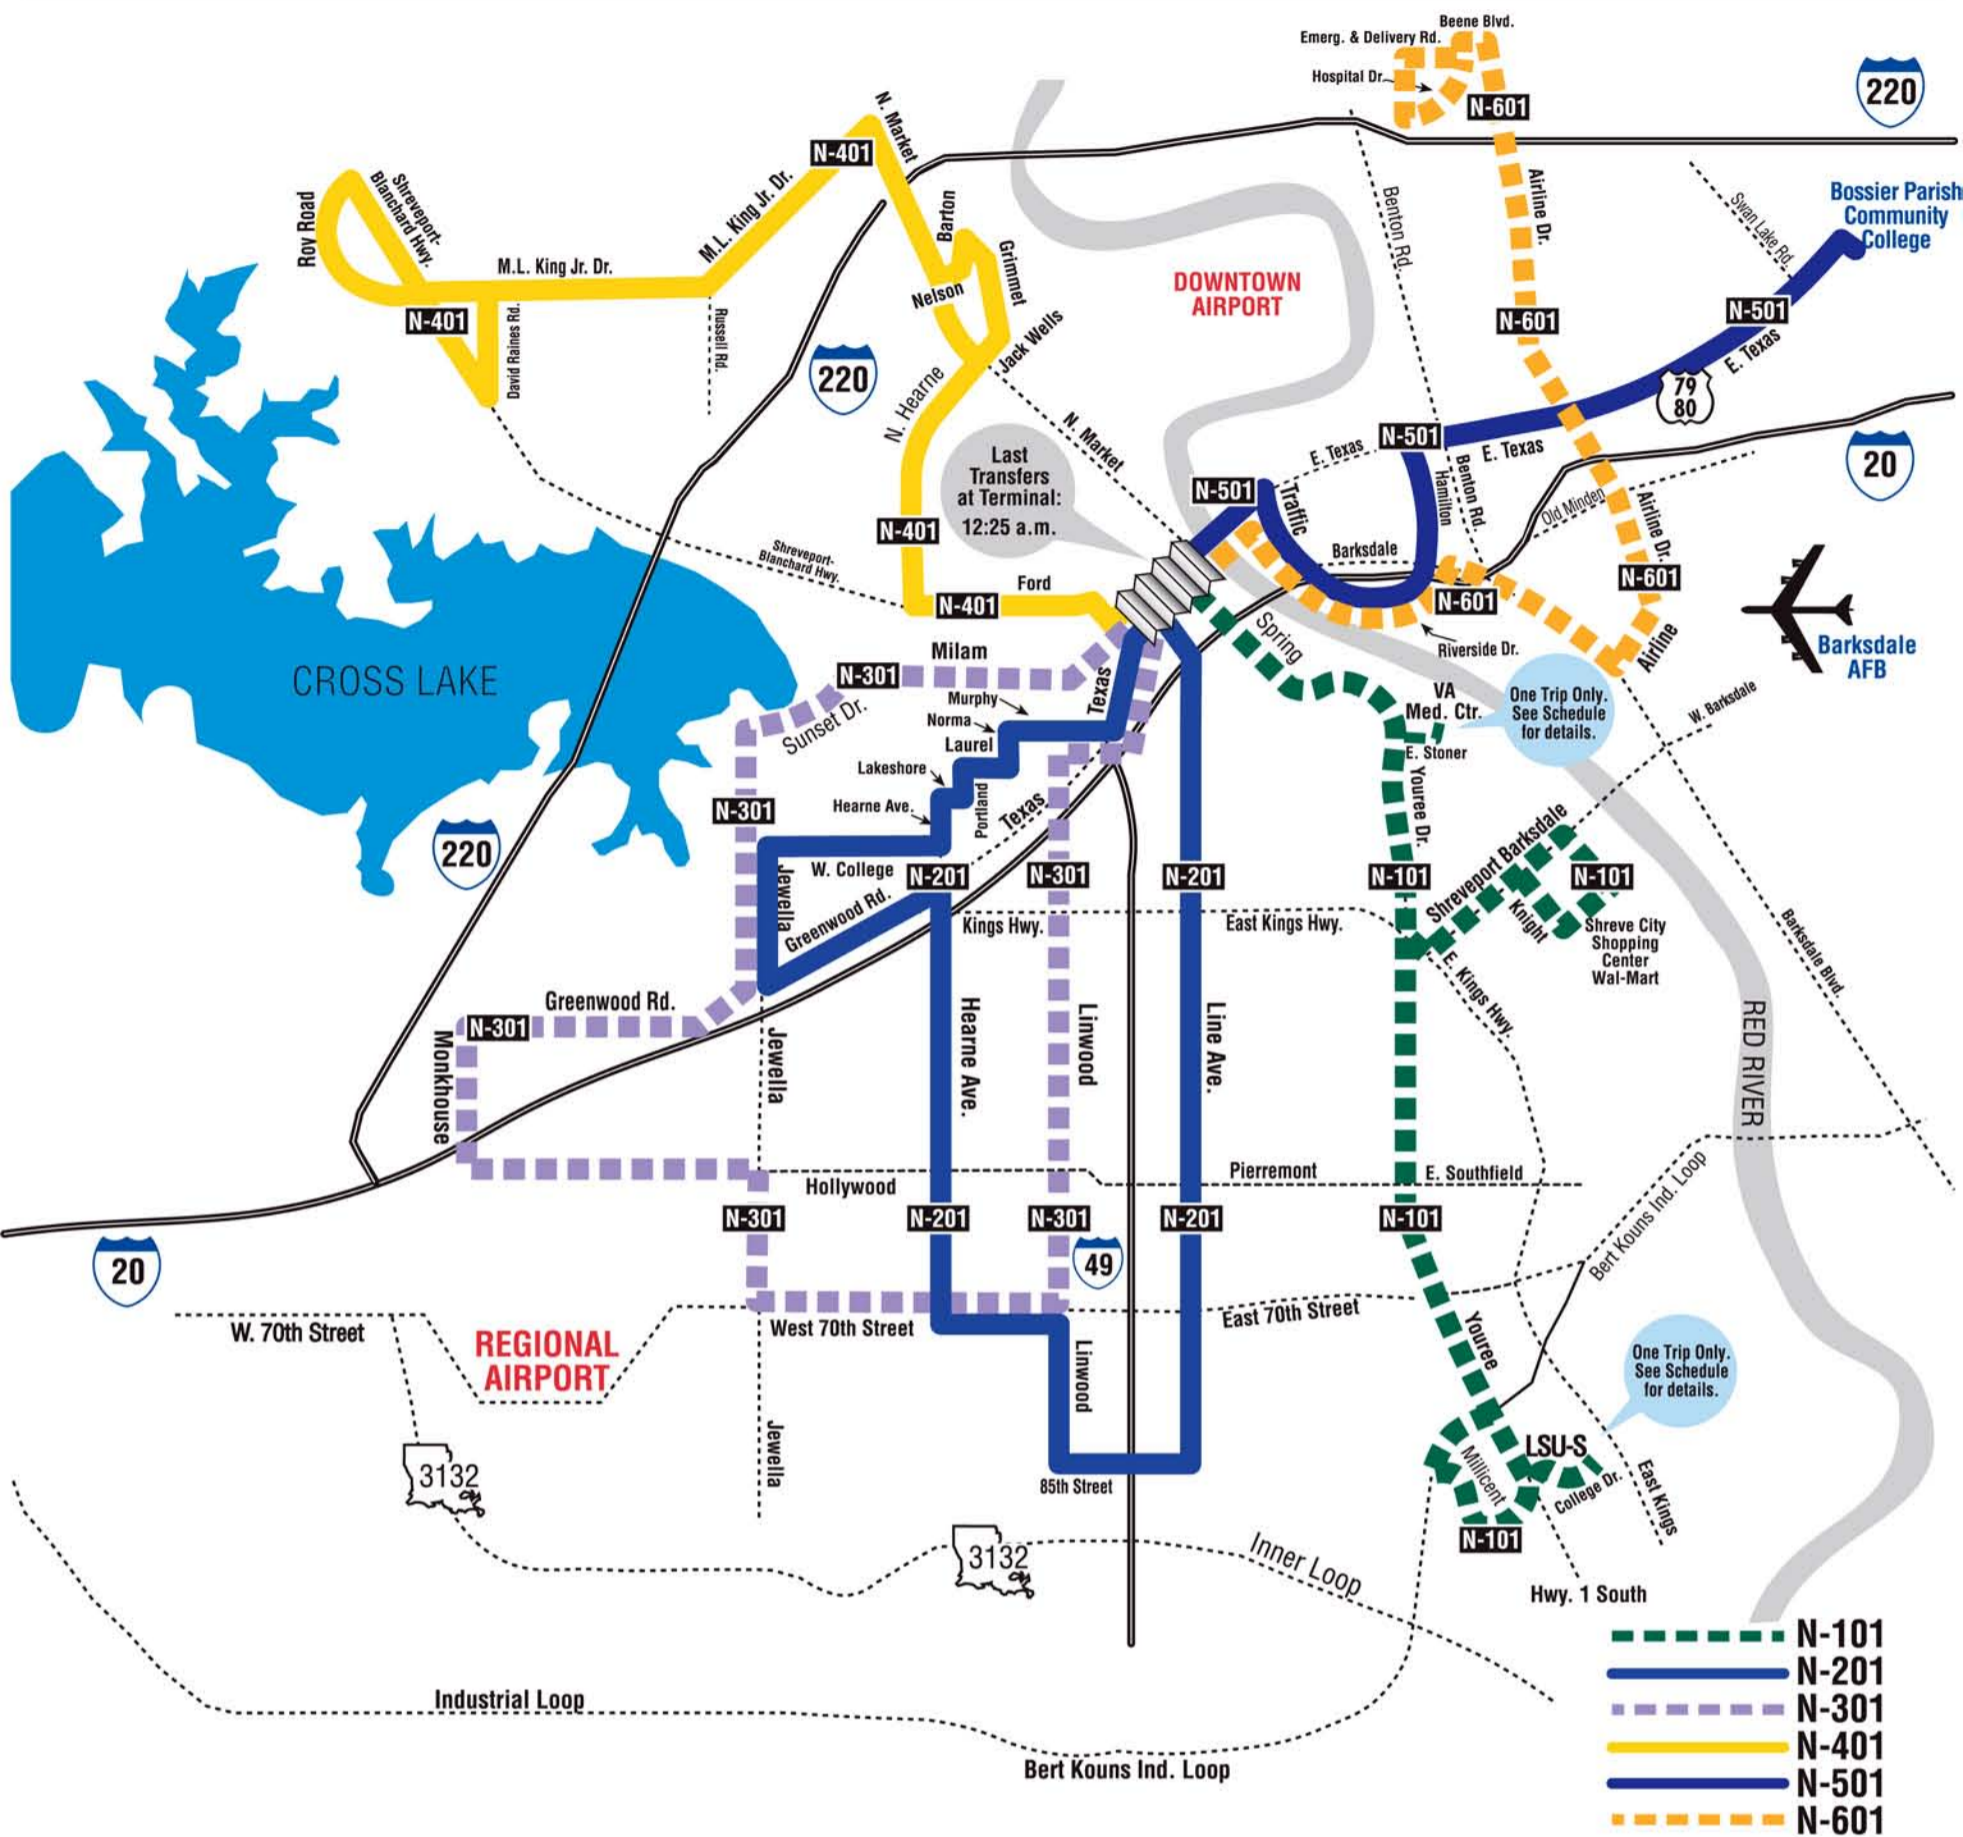 Beene Blvd.
Emerg. & Delivery Rd.
Hospital Dr.
N-601
220
N. Market
N-401
Shreveport-
Blanchard Hwy.
Roy Road
M.L. King Jr. Dr.
M.L. King Jr. Dr.
N-401
David Raines Rd.
Russell Rd.
Barton
Grimmet
Nelson
Jack Wells
220
N. Hearne
N. Market
DOWNTOWN
AIRPORT
Benton Rd.
Airline Dr.
Swan Lake Rd.
Bossier Parish
Community
College
N-601
N-501
E. Texas
79
80
N-501
E. Texas
E. Texas
20
Last
Transfers
at Terminal:
12:25 a.m.
N-501
Traffic
Hamilton
Benton Rd.
Old Minden
Airline Dr.
N-401
Shreveport-
Blanchard Hwy.
Ford
N-401
Barksdale
N-601
N-601
Riverside Dr.
Airline
Barksdale
AFB
Spring
CROSS LAKE
Milam
N-301
Sunset Dr.
Murphy
Norma
Laurel
Texas
VA
Med. Ctr.
E. Stoner
One Trip Only.
See Schedule
for details.
W. Barksdale
Lakeshore
Hearne Ave.
Portland
Texas
N-301
220
Youree Dr.
Shreveport Barksdale
W. College
N-201
N-301
N-201
N-101
N-101
Jewella
Greenwood Rd.
Kings Hwy.
East Kings Hwy.
Knight
Shreve City
Shopping
Center
Wal-Mart
E. Kings Hwy.
Barksdale Blvd.
Greenwood Rd.
N-301
Monkhouse
Jewella
Hearne Ave.
Linwood
Line Ave.
RED RIVER
Hollywood
Pierremont
E. Southfield
Bert Kouns Ind. Loop
N-301
N-201
N-301
N-201
N-101
20
49
W. 70th Street
West 70th Street
East 70th Street
REGIONAL
AIRPORT
Youree
Linwood
One Trip Only.
See Schedule
for details.
Jewella
3132
85th Street
Millicent
LSU-S
College Dr.
East Kings
N-101
3132
Inner Loop
Hwy. 1 South
Industrial Loop
Bert Kouns Ind. Loop
N-101
N-201
N-301
N-401
N-501
N-601